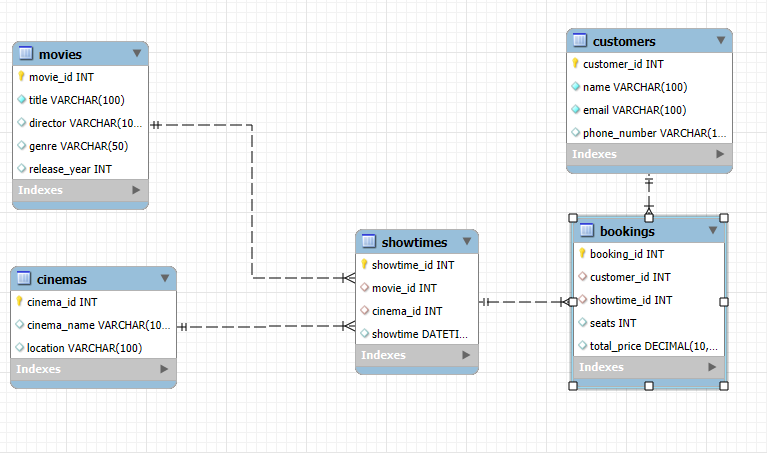 movies
movie_id INT
title VARCHAR(100)
director VARCHAR(10...
genre VARCHAR(50)
release_year INT
Indexes
customers
customer_id INT
name VARCHAR(100)
email VARCHAR(100)
phone_number VARCHAR(1...
Indexes
cinemas
cinema_id INT
cinema_name VARCHAR(10...
location VARCHAR(100)
Indexes
showtimes
showtime_id INT
movie_id INT
cinema_id INT
showtime DATETI...
Indexes
bookings
booking_id INT
customer_id INT
showtime_id INT
seats INT
total_price DECIMAL(10,...
Indexes